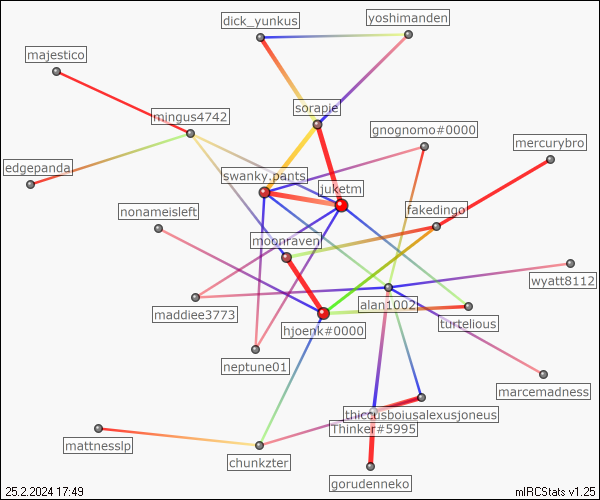 dick_yunkus
yoshimanden
majestico
sorapie
mingus4742
gnognomo#0000
mercurybro
edgepanda
swanky.pants
juketm
nonameisleft
fakedingo
moonravenr
wyatt8112
alan1002
maddiee3773
turtelious
hjoenk#0000
neptune01
marcemadness
thiccusboiusalexusjoneus
Thinker#5995
mattnesslp
chunkzter
gorudenneko
25.2.2024 17:49
mIRCStats v1.25